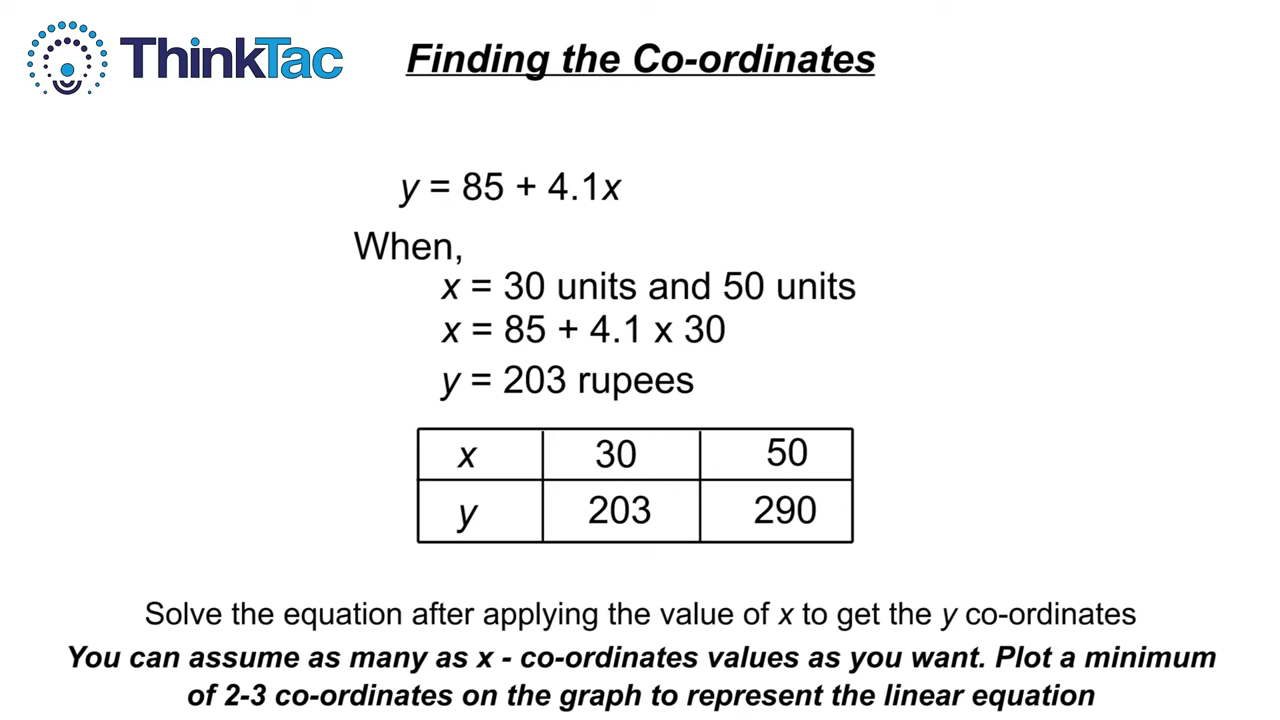 ThinkTac
Finding the Co-ordinates
y = 85 + 4.1x
When,
x = 30 units and 50 units
x = 85 + 4.1 x 30
y = 203 rupees
x 30 50
y 203 290
Solve the equation after applying the value of x to get the y co-ordinates
You can assume as many as x - co-ordinates values as you want. Plot a minimum
of 2-3 co-ordinates on the graph to represent the linear equation